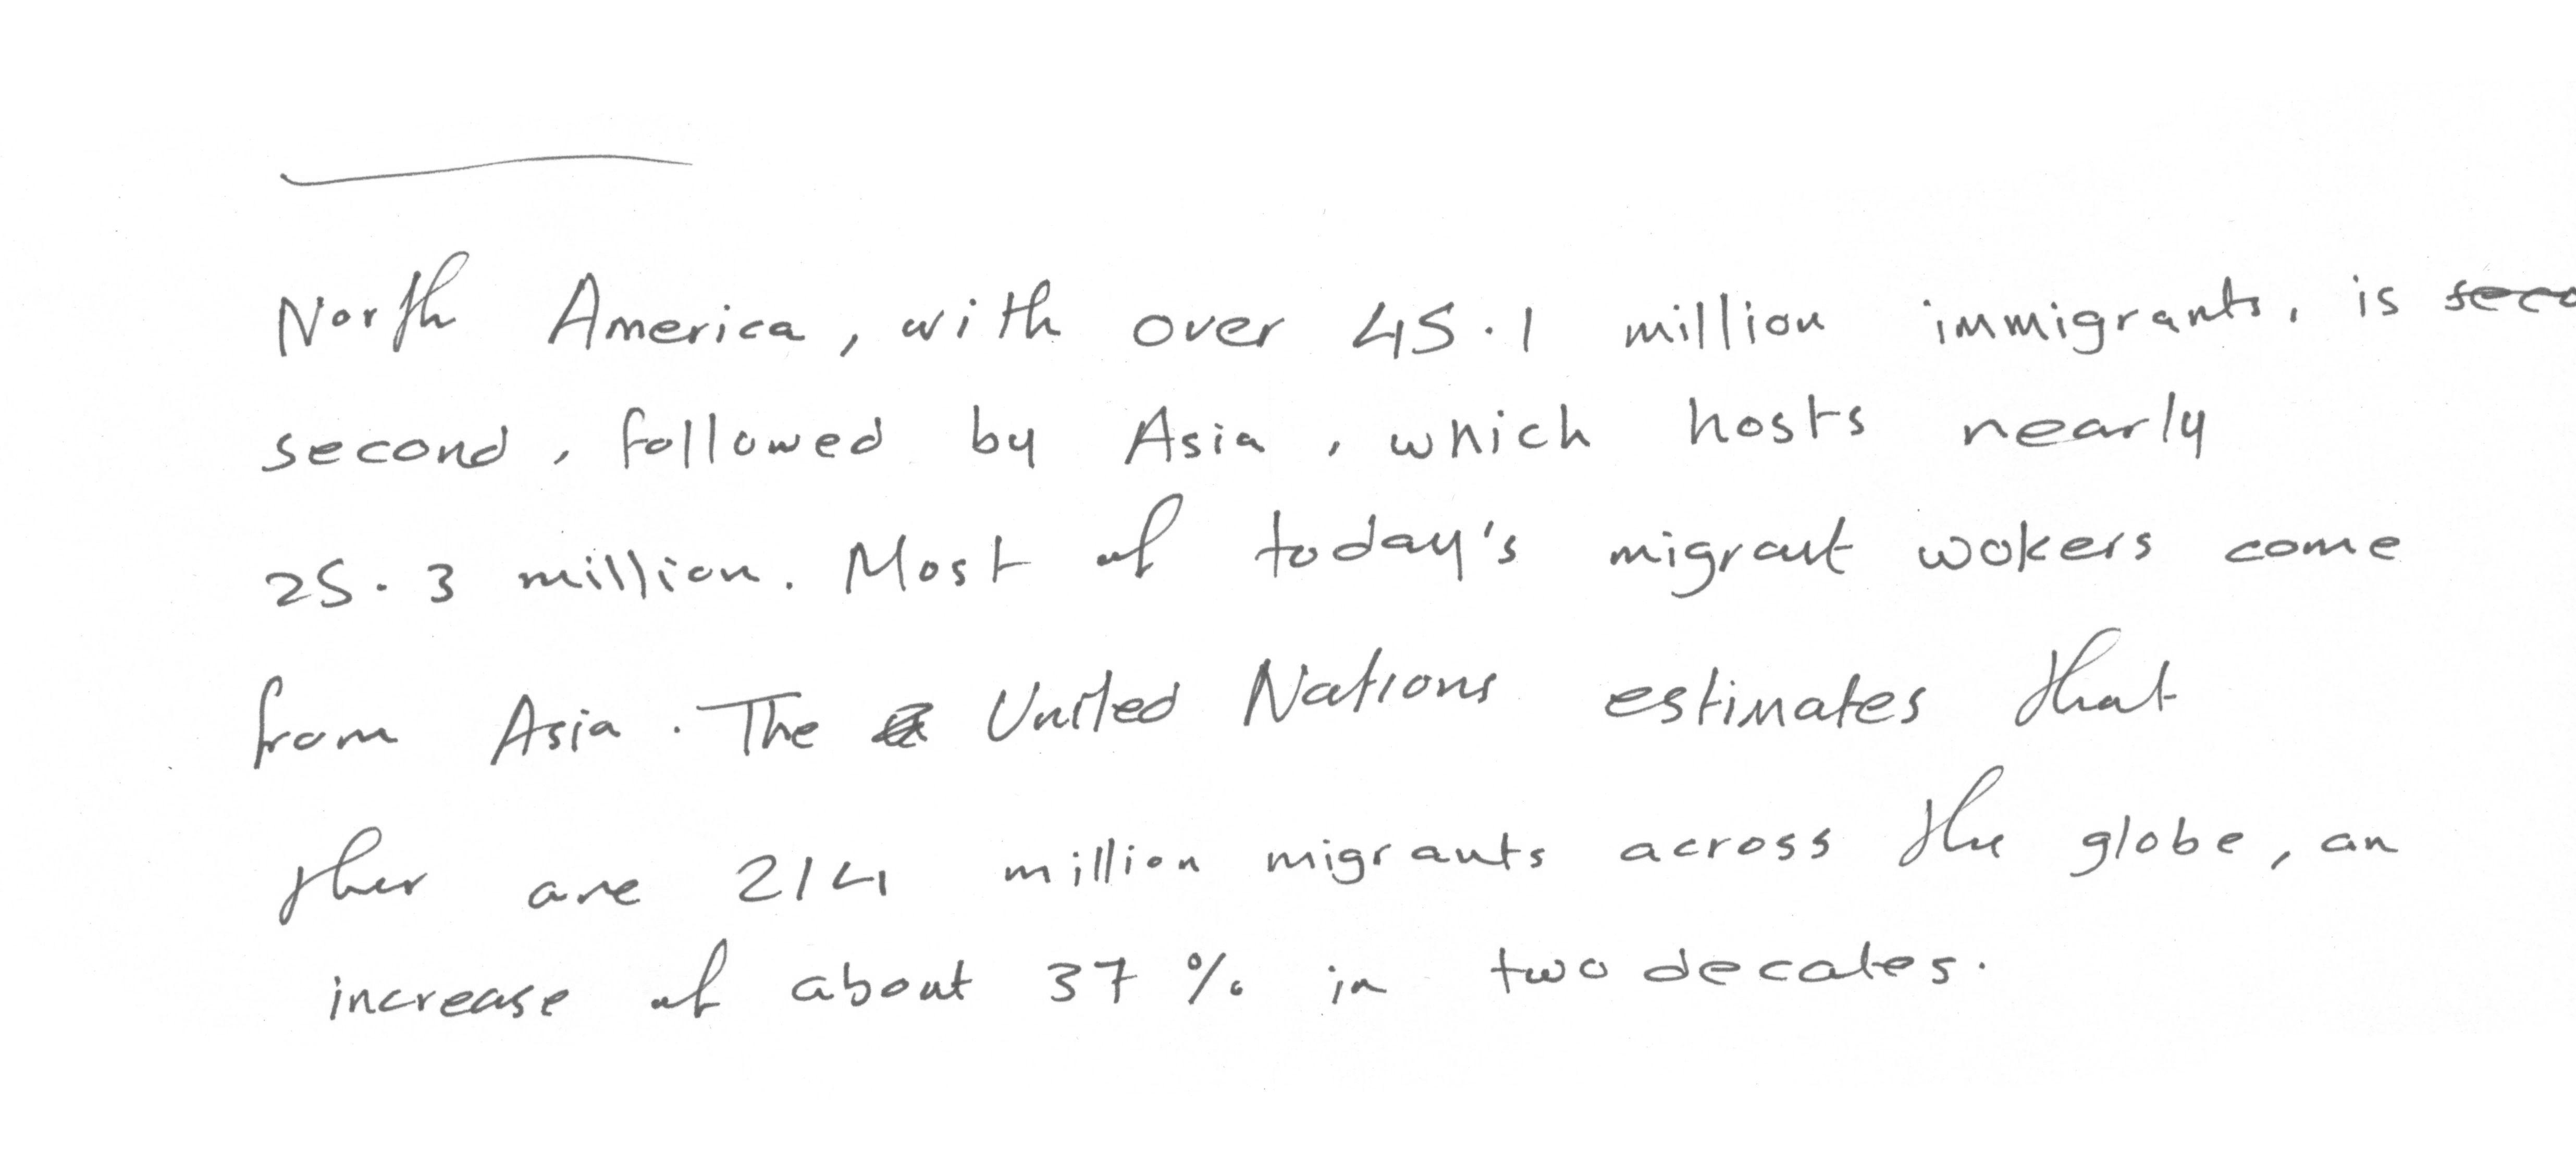 North America, with over 45.1 million immigrants, is
second, followed by Asia, which hosts nearly
25.3 million. Most of today's migrant wokers come
from Asia. The United Nations estimates that
ther are 214 million migrants across the globe, an
increase of about 37 % in two decates.